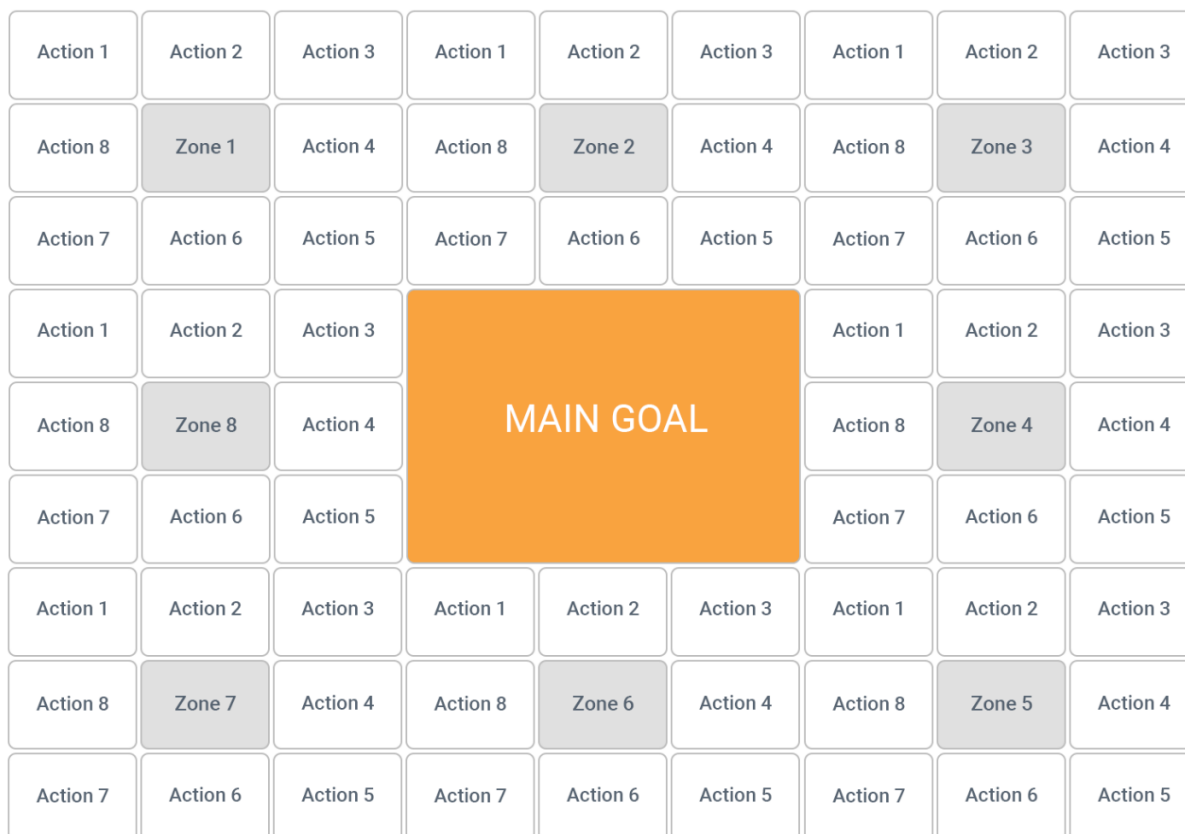 Action 1 Action 2 Action 3 Action 1 Action 2 Action 3 Action 1 Action 2 Action 3
Action 8 Zone 1 Action 4 Action 8 Zone 2 Action 4 Action 8 Zone 3 Action 4
Action 7 Action 6 Action 5 Action 7 Action 6 Action 5 Action 7 Action 6 Action 5
Action 1 Action 2 Action 3 Action 1 Action 2 Action 3
Action 8 Zone 8 Action 4 MAIN GOAL Action 8 Zone 4 Action 4
Action 7 Action 6 Action 5 Action 7 Action 6 Action 5
Action 1 Action 2 Action 3 Action 1 Action 2 Action 3 Action 1 Action 2 Action 3
Action 8 Zone 7 Action 4 Action 8 Zone 6 Action 4 Action 8 Zone 5 Action 4
Action 7 Action 6 Action 5 Action 7 Action 6 Action 5 Action 7 Action 6 Action 5